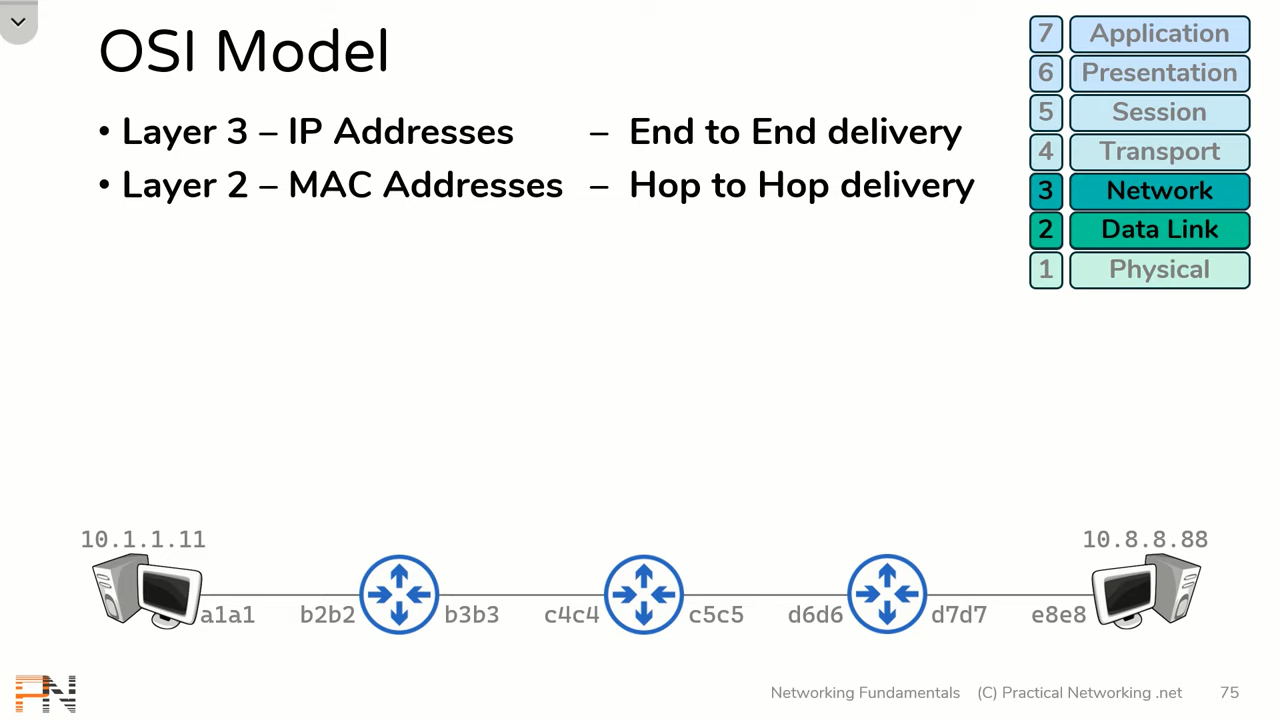 OSI Model
• Layer 3 – IP Addresses – End to End delivery
• Layer 2 – MAC Addresses – Hop to Hop delivery
7 Application
6 Presentation
5 Session
4 Transport
3 Network
2 Data Link
1 Physical
10.1.1.11 10.8.8.88
a1a1 b2b2 b3b3 c4c4 c5c5 d6d6 d7d7 e8e8
PN
Networking Fundamentals (C) Practical Networking .net 75